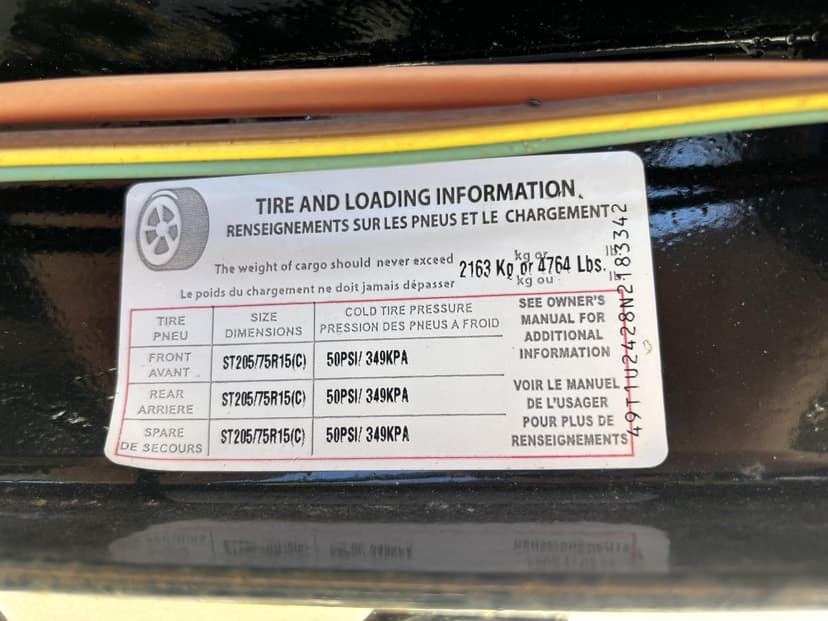 TIRE AND LOADING INFORMATION
RENSEIGNEMENTS SUR LES PNEUS ET LE CHARGEMENT
The weight of cargo should never exceed kg or lb.
2163 Kg or 4764 Lbs.
Le poids du chargement ne doit jamais dépasser kg ou
TIRE
PNEU
SIZE
DIMENSIONS
COLD TIRE PRESSURE
PRESSION DES PNEUS A FROID
FRONT
AVANT
ST205/75R15(C)
50PSI/ 349KPA
REAR
ARRIERE
ST205/75R15(C)
50PSI/ 349KPA
SPARE
DE SECOURS
ST205/75R15(C)
50PSI/ 349KPA
SEE OWNER'S
MANUAL FOR
ADDITIONAL
INFORMATION
VOIR LE MANUEL
DE L'USAGER
POUR PLUS DE
RENSEIGNEMENTS
49T1U2428N2183342